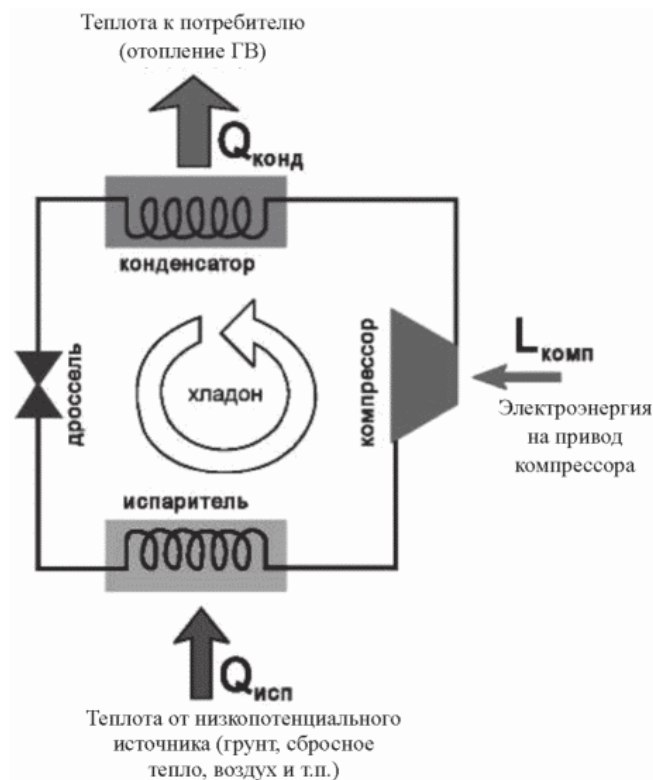 Теплота к потребителю
(отопление ГВ)
Qконд
конденсатор
дроссель
хладон
компрессор
Lкомп
Электроэнергия
на привод
компрессора
испаритель
Qисп
Теплота от низкопотенциального
источника (грунт, сбросное
тепло, воздух и т.п.)